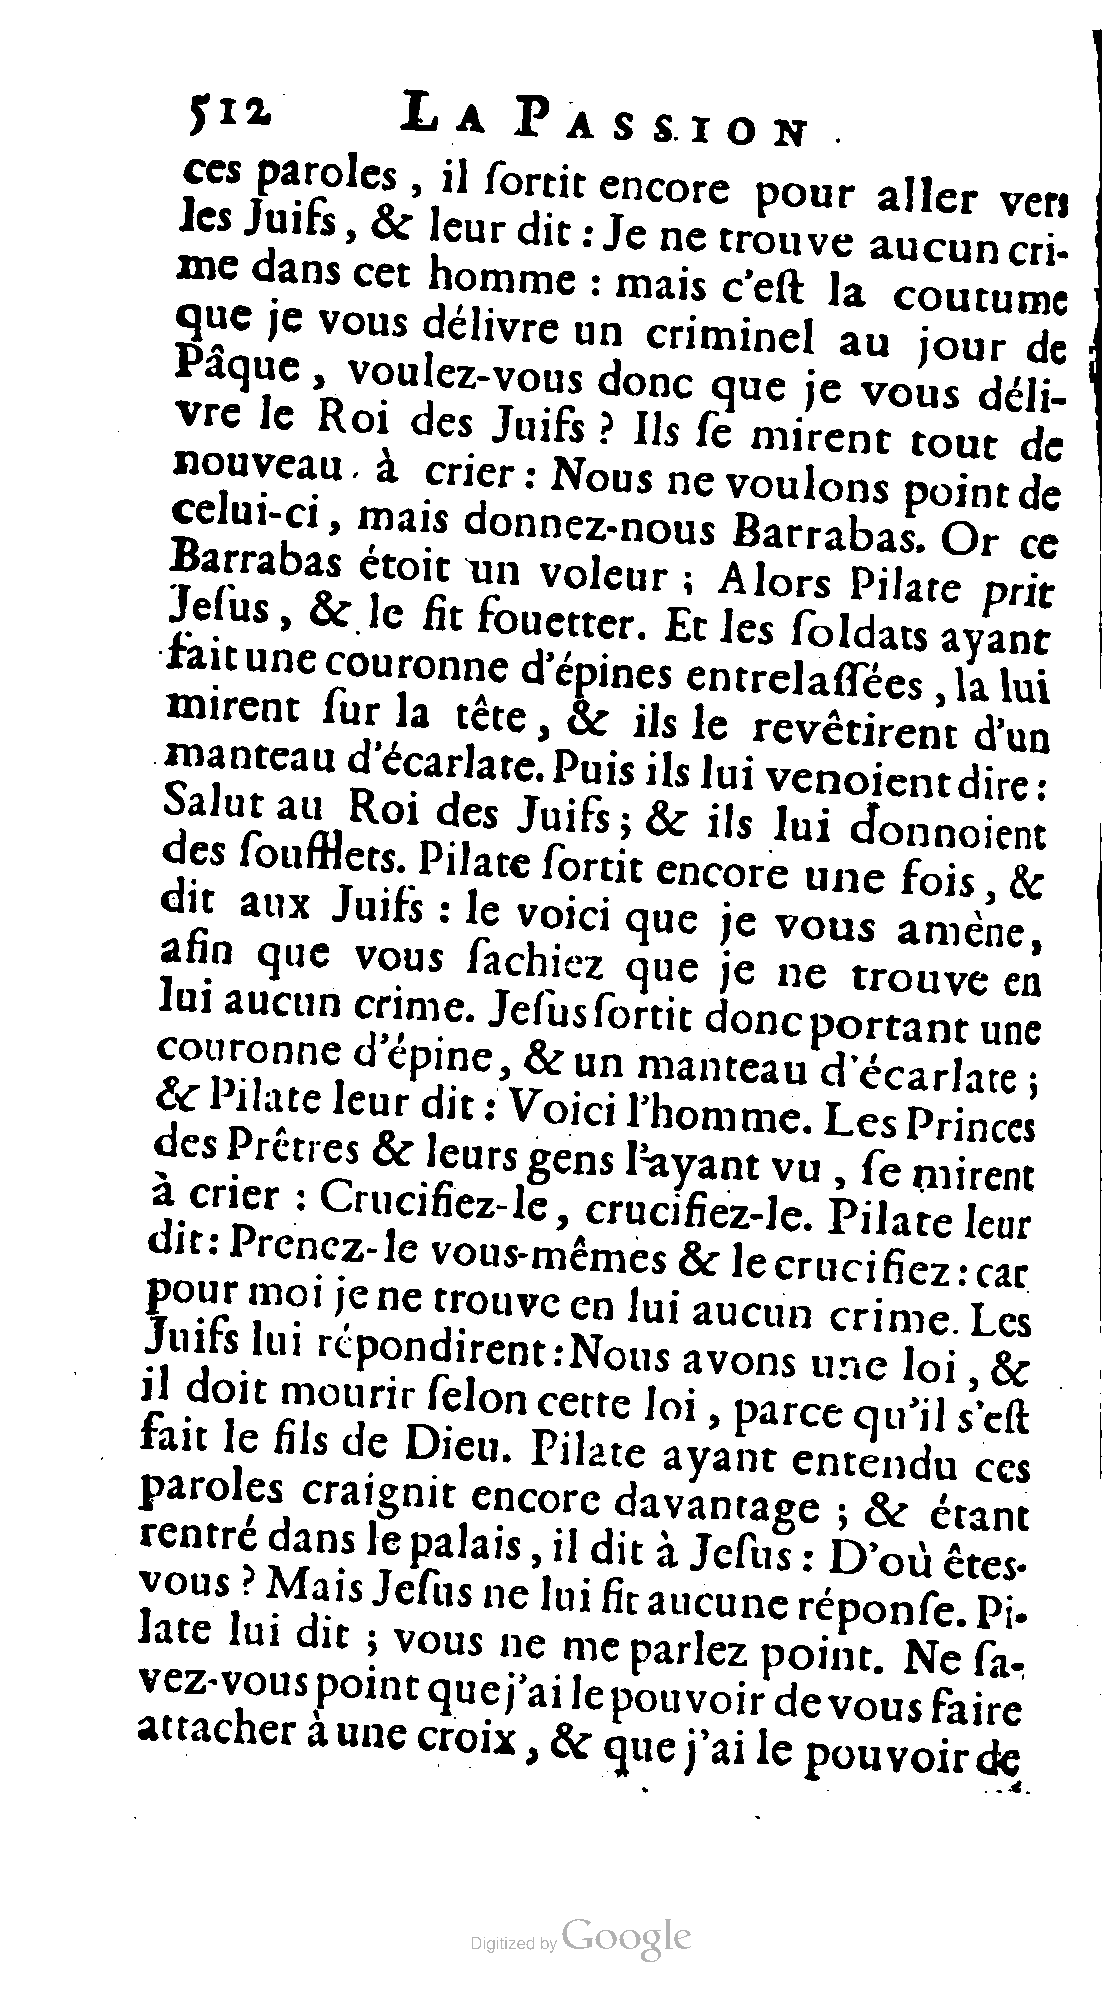 512 LA PASSION.
ces paroles, il ſortit encore pour aller vers
les Juifs, & leur dit : Je ne trouve aucun cri-
me dans cet homme : mais c'eſt la coutume
que je vous délivre un criminel au jour de
Pâque, voulez-vous donc que je vous déli-
vre le Roi des Juifs ? Ils ſe mirent tout de
nouveau à crier : Nous ne voulons point de
celui-ci, mais donnez-nous Barrabas. Or ce
Barrabas étoit un voleur ; Alors Pilate prit
Jeſus, & le fit fouetter. Et les ſoldats ayant
fait une couronne d'épines entrelaſſées, la lui
mirent ſur la tête, & ils le revêtirent d'un
manteau d'écarlate. Puis ils lui venoient dire :
Salut au Roi des Juifs ; & ils lui donnoient
des ſoufflets. Pilate ſortit encore une fois, &
dit aux Juifs : le voici que je vous amène,
afin que vous ſachiez que je ne trouve en
lui aucun crime. Jeſus ſortit donc portant une
couronne d'épine, & un manteau d'écarlate ;
& Pilate leur dit : Voici l'homme. Les Princes
des Prêtres & leurs gens l'ayant vu, ſe mirent
à crier : Crucifiez-le, crucifiez-le. Pilate leur
dit : Prenez-le vous-mêmes & le crucifiez : car
pour moi je ne trouve en lui aucun crime. Les
Juifs lui répondirent : Nous avons une loi, &
il doit mourir ſelon cette loi, parce qu'il s'eſt
fait le fils de Dieu. Pilate ayant entendu ces
paroles craignit encore davantage ; & étant
rentré dans le palais, il dit à Jeſus : D'où êtes-
vous ? Mais Jeſus ne lui fit aucune réponſe. Pi-
late lui dit ; vous ne me parlez point. Ne ſa-
vez-vous point que j'ai le pouvoir de vous faire
attacher à une croix, & que j'ai le pouvoir de
Digitized by Google